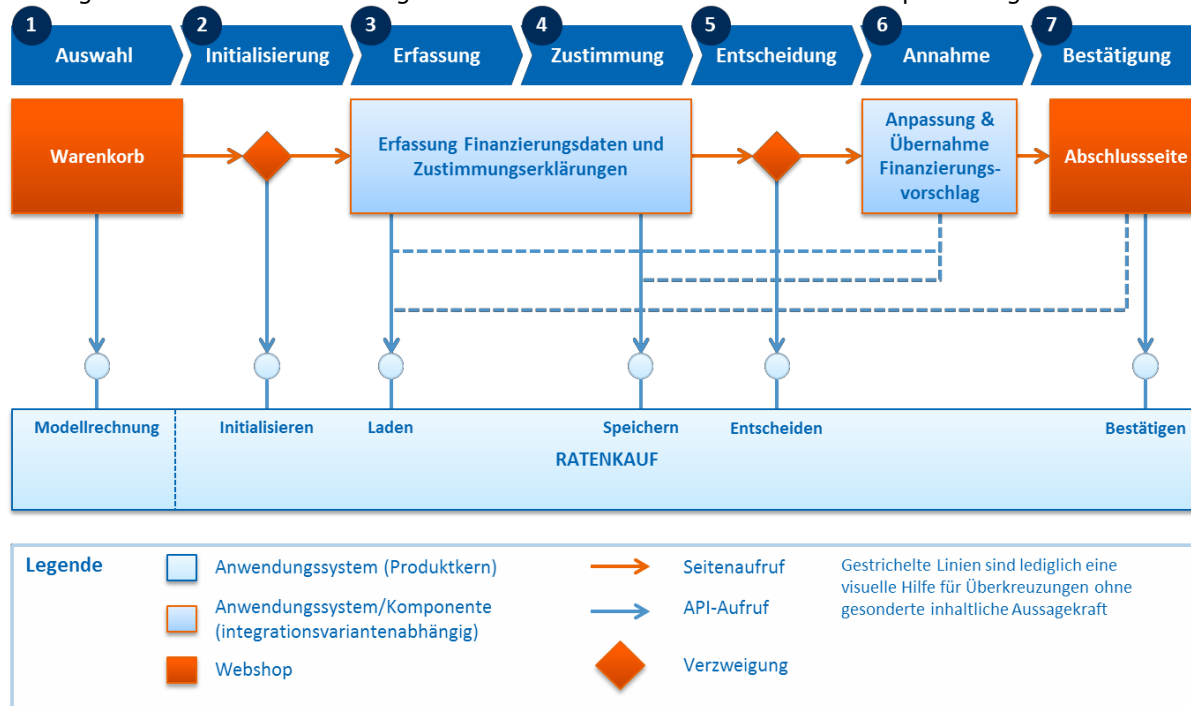 1 2 3 4 5 6 7
Auswahl Initialisierung Erfassung Zustimmung Entscheidung Annahme Bestätigung
Warenkorb
Erfassung Finanzierungsdaten und
Zustimmungserklärungen
Anpassung &
Übernahme
Finanzierungs-
vorschlag
Abschlussseite
Modellrechnung Initialisieren Laden Speichern Entscheiden Bestätigen
RATENKAUF
Legende
Anwendungssystem (Produktkern)
Anwendungssystem/Komponente
(integrationsvariantenabhängig)
Webshop
Seitenaufruf
API-Aufruf
Verzweigung
Gestrichelte Linien sind lediglich eine
visuelle Hilfe für Überkreuzungen ohne
gesonderte inhaltliche Aussagekraft